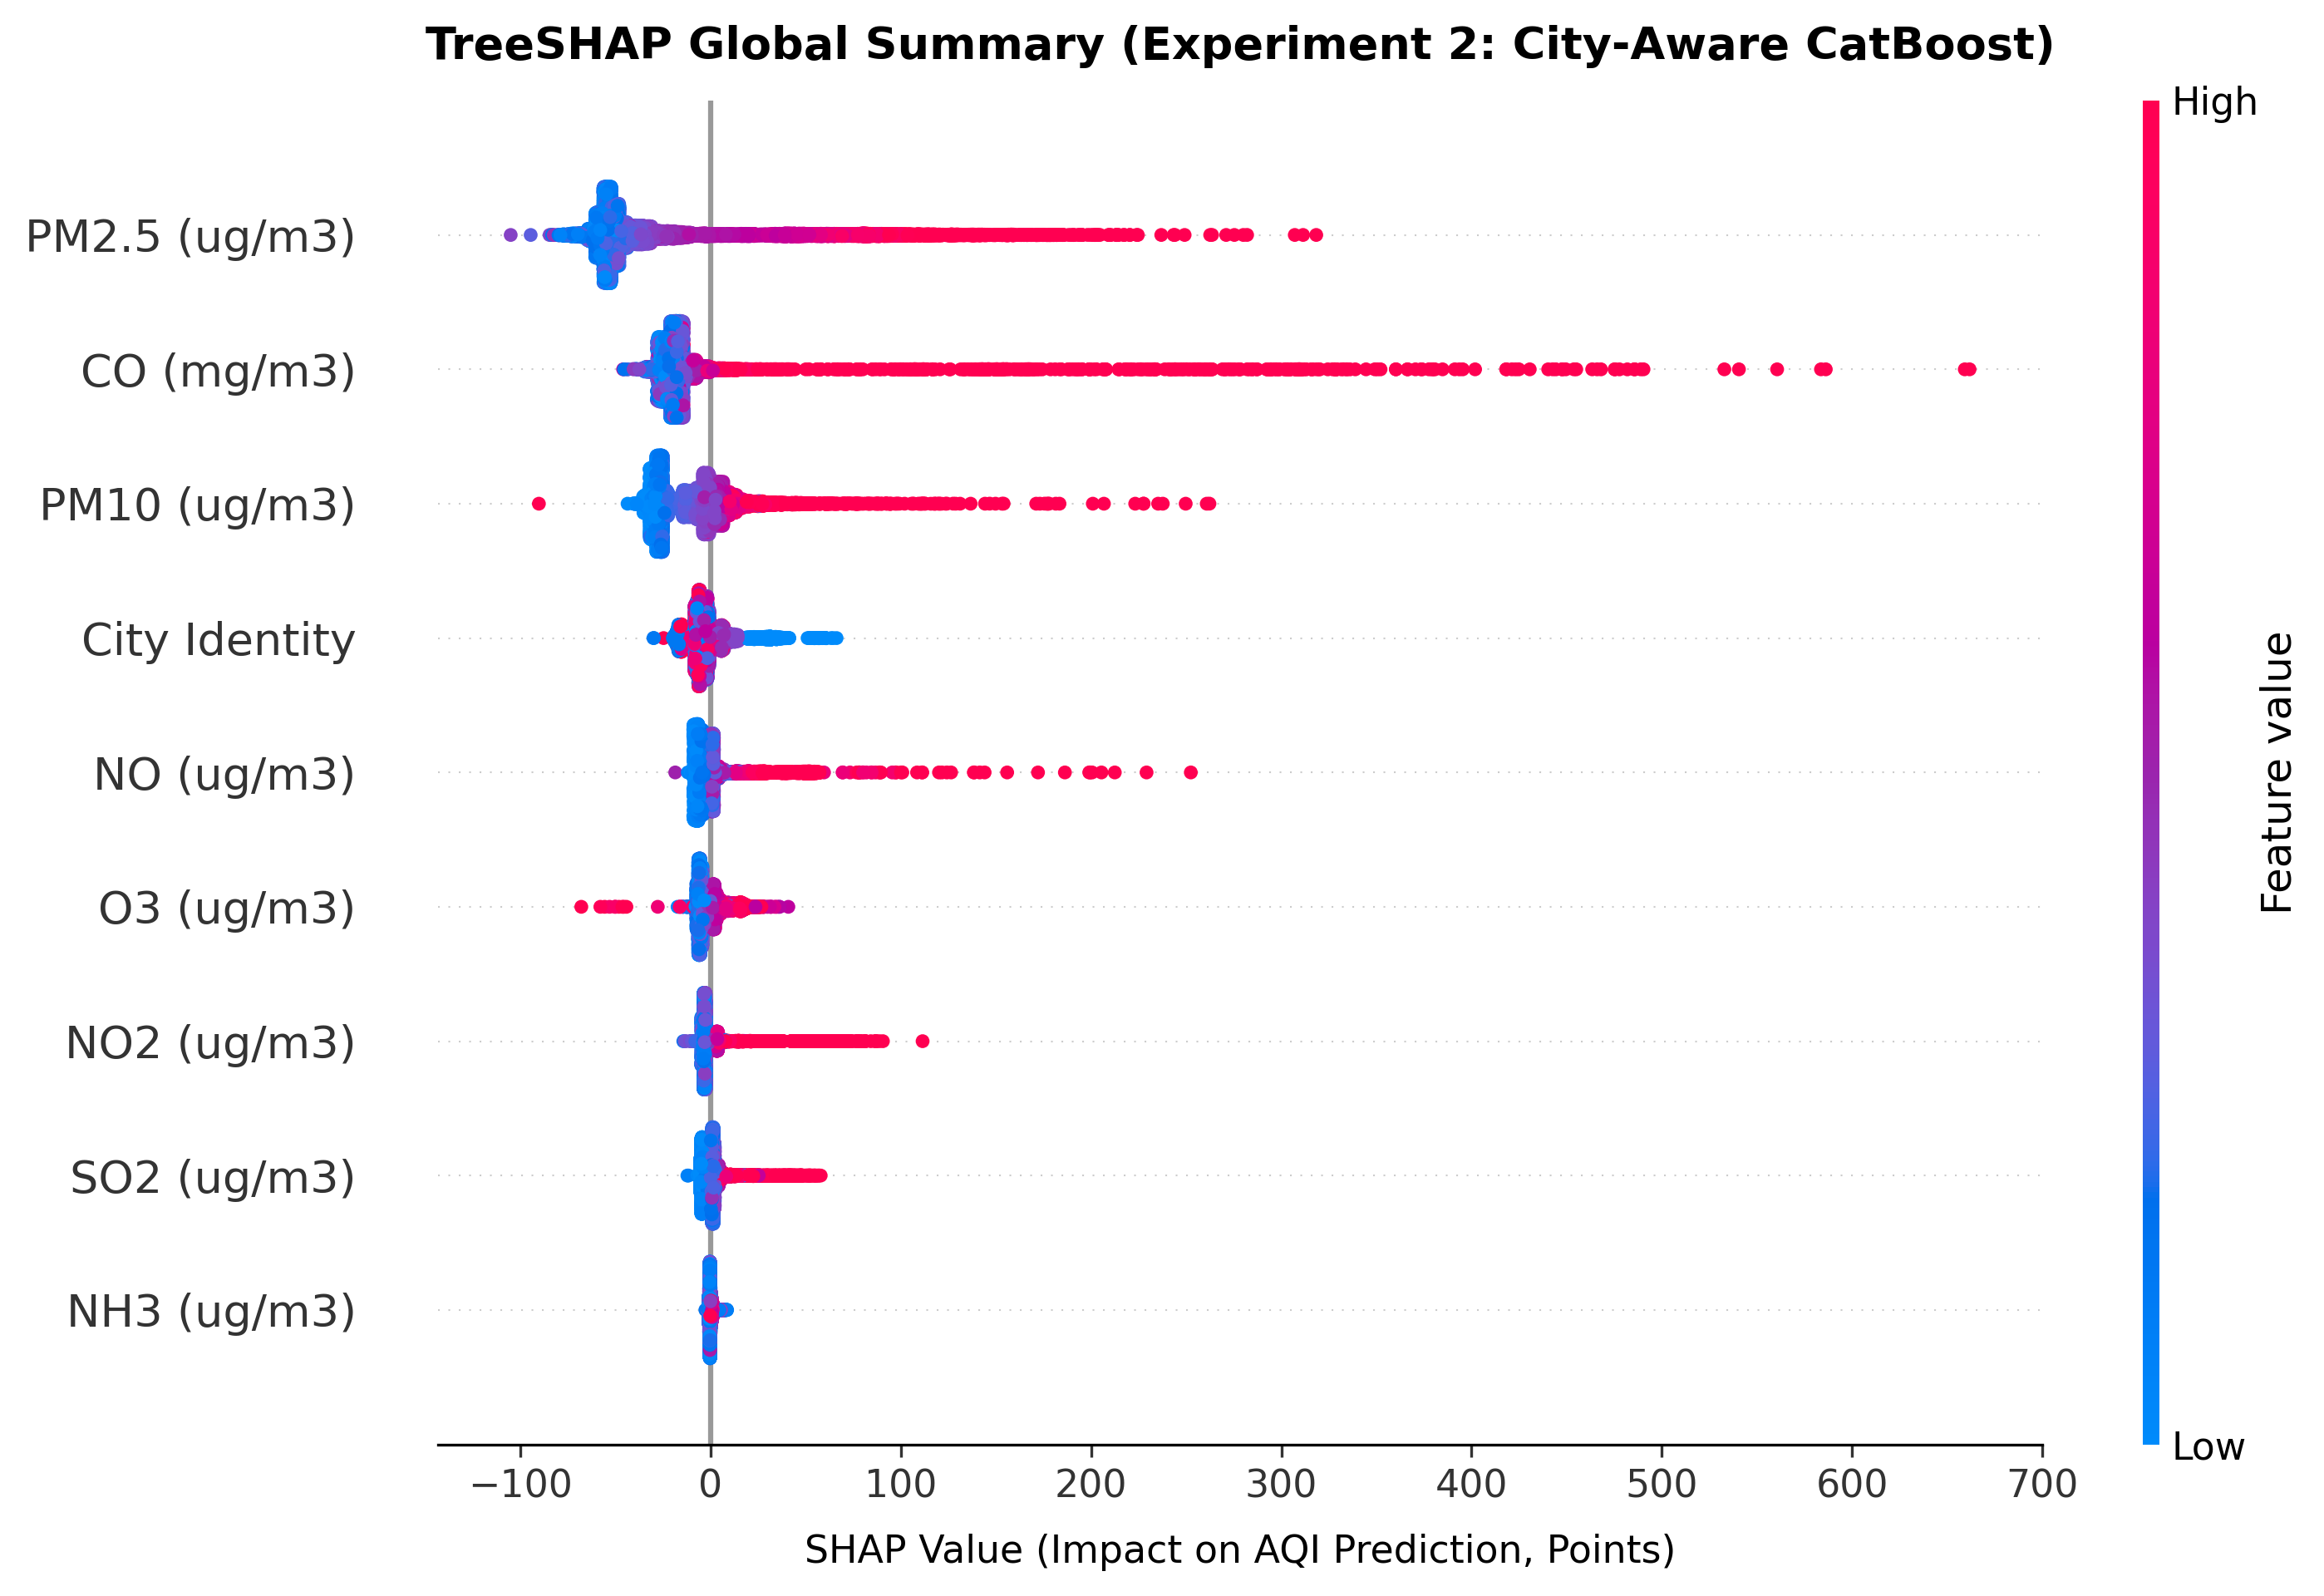 TreeSHAP Global Summary (Experiment 2: City-Aware CatBoost)
High
PM2.5 (ug/m3)
CO (mg/m3)
PM10 (ug/m3)
City Identity
NO (ug/m3)
O3 (ug/m3)
NO2 (ug/m3)
SO2 (ug/m3)
NH3 (ug/m3)
Feature value
Low
−100 0 100 200 300 400 500 600 700
SHAP Value (Impact on AQI Prediction, Points)